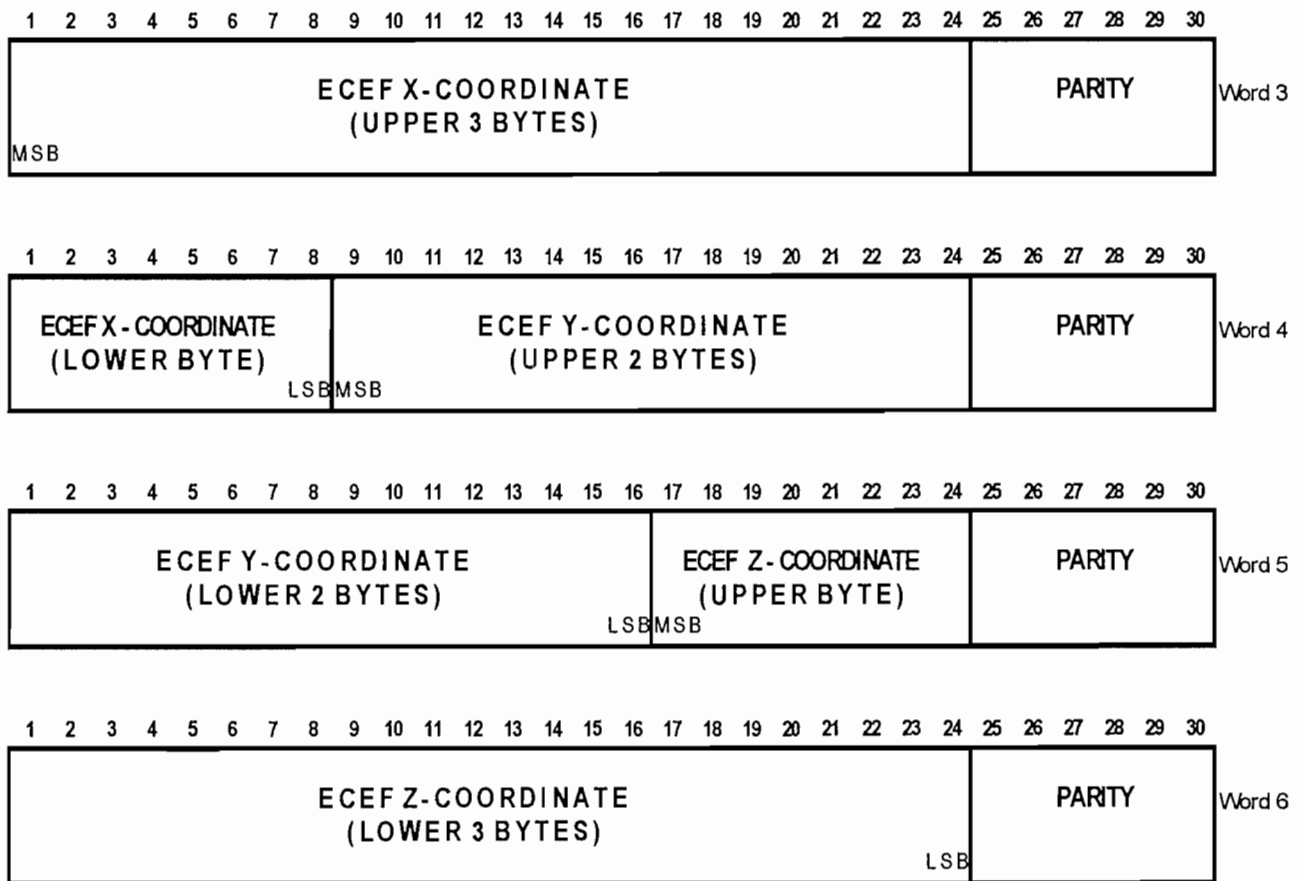 1 2 3 4 5 6 7 8 9 10 11 12 13 14 15 16 17 18 19 20 21 22 23 24 25 26 27 28 29 30
ECEF X-COORDINATE
(UPPER 3 BYTES)
MSB
PARITY
Word 3
1 2 3 4 5 6 7 8 9 10 11 12 13 14 15 16 17 18 19 20 21 22 23 24 25 26 27 28 29 30
ECEF X-COORDINATE
(LOWER BYTE)
LSB
ECEF Y-COORDINATE
(UPPER 2 BYTES)
MSB
PARITY
Word 4
1 2 3 4 5 6 7 8 9 10 11 12 13 14 15 16 17 18 19 20 21 22 23 24 25 26 27 28 29 30
ECEF Y-COORDINATE
(LOWER 2 BYTES)
LSB
ECEF Z-COORDINATE
(UPPER BYTE)
MSB
PARITY
Word 5
1 2 3 4 5 6 7 8 9 10 11 12 13 14 15 16 17 18 19 20 21 22 23 24 25 26 27 28 29 30
ECEF Z-COORDINATE
(LOWER 3 BYTES)
LSB
PARITY
Word 6